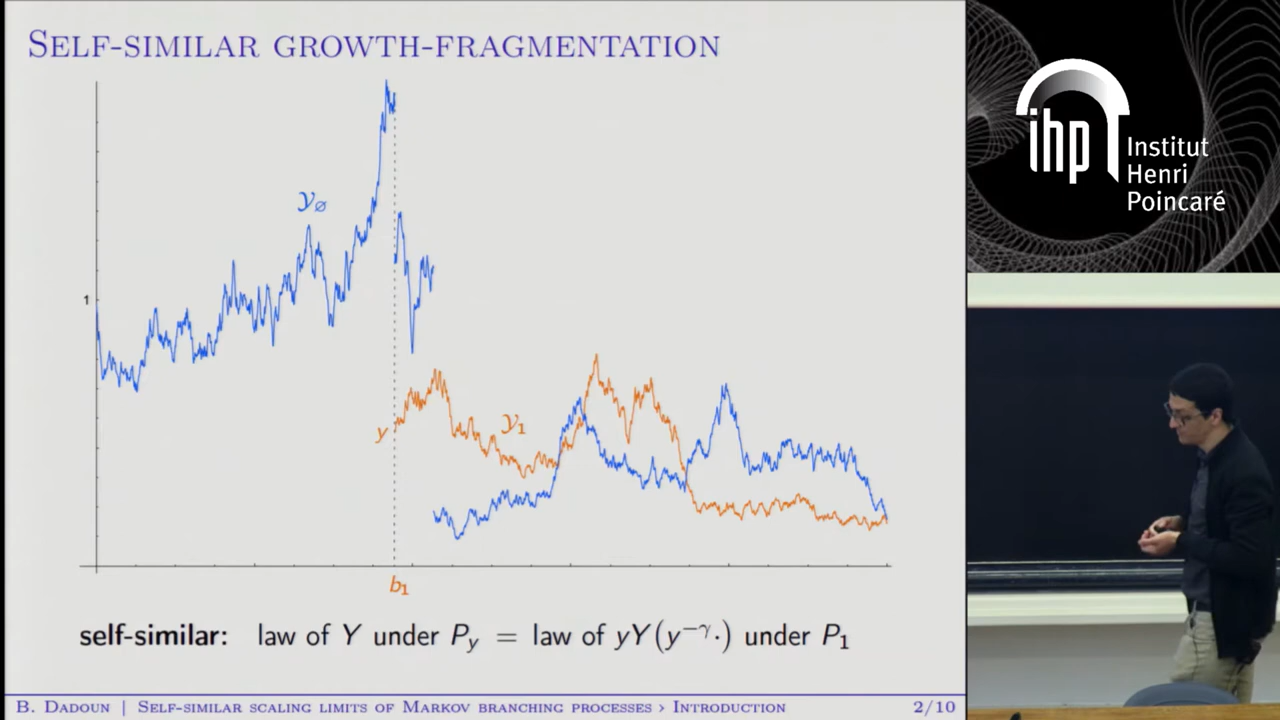 SELF-SIMILAR GROWTH-FRAGMENTATION
𝒴∅
1
y
𝒴1
b1
self-similar: law of Y under Py = law of yY(y−γ·) under P1
B. DADOUN | SELF-SIMILAR SCALING LIMITS OF MARKOV BRANCHING PROCESSES › INTRODUCTION 2/10
ihp
Institut
Henri
Poincaré